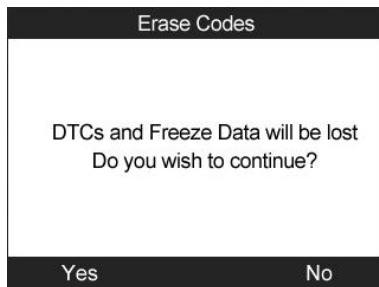 Erase Codes
DTCs and Freeze Data will be lost
Do you wish to continue?
Yes No